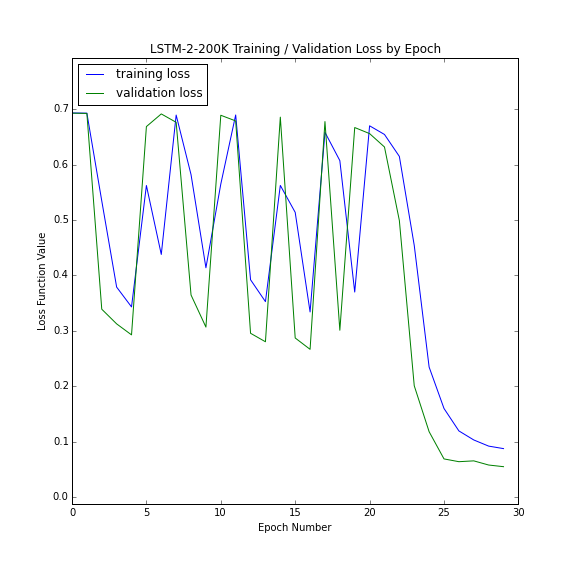 LSTM-2-200K Training / Validation Loss by Epoch
training loss
validation loss
Loss Function Value
0.7
0.6
0.5
0.4
0.3
0.2
0.1
0.0
0 5 10 15 20 25 30
Epoch Number